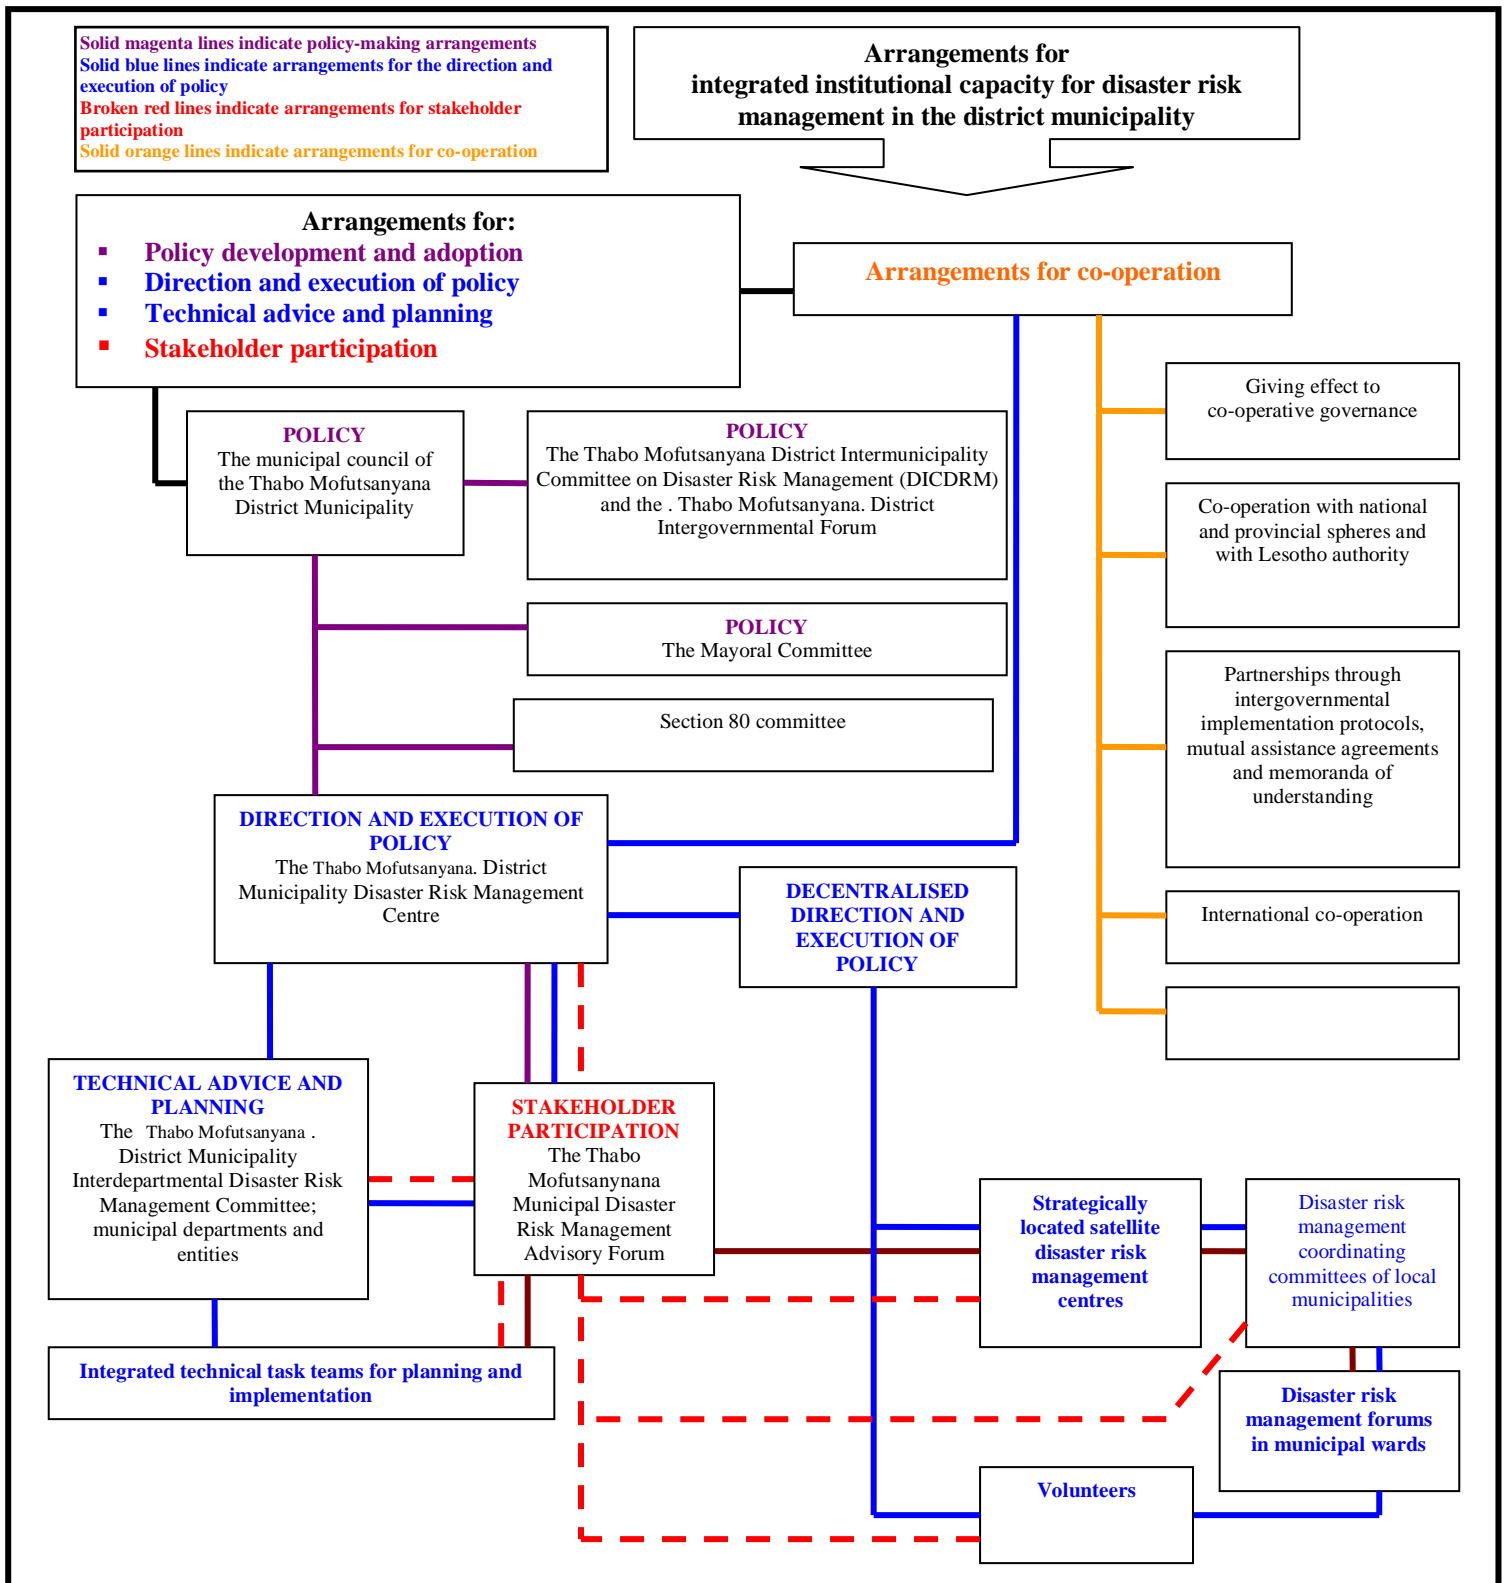 Solid magenta lines indicate policy-making arrangements
Solid blue lines indicate arrangements for the direction and
execution of policy
Broken red lines indicate arrangements for stakeholder
participation
Solid orange lines indicate arrangements for co-operation
Arrangements for
integrated institutional capacity for disaster risk
management in the district municipality
Arrangements for:
▪ Policy development and adoption
▪ Direction and execution of policy
▪ Technical advice and planning
▪ Stakeholder participation
Arrangements for co-operation
POLICY
The municipal council of
the Thabo Mofutsanyana
District Municipality
POLICY
The Thabo Mofutsanyana District Intermunicipality
Committee on Disaster Risk Management (DICDRM)
and the . Thabo Mofutsanyana. District
Intergovernmental Forum
POLICY
The Mayoral Committee
Section 80 committee
Giving effect to
co-operative governance
Co-operation with national
and provincial spheres and
with Lesotho authority
Partnerships through
intergovernmental
implementation protocols,
mutual assistance agreements
and memoranda of
understanding
International co-operation
DIRECTION AND EXECUTION OF
POLICY
The Thabo Mofutsanyana. District
Municipality Disaster Risk Management
Centre
DECENTRALISED
DIRECTION AND
EXECUTION OF
POLICY
TECHNICAL ADVICE AND
PLANNING
The Thabo Mofutsanyana .
District Municipality
Interdepartmental Disaster Risk
Management Committee;
municipal departments and
entities
STAKEHOLDER
PARTICIPATION
The Thabo
Mofutsanynana
Municipal Disaster
Risk Management
Advisory Forum
Strategically
located satellite
disaster risk
management
centres
Disaster risk
management
coordinating
committees of local
municipalities
Integrated technical task teams for planning and
implementation
Disaster risk
management forums
in municipal wards
Volunteers